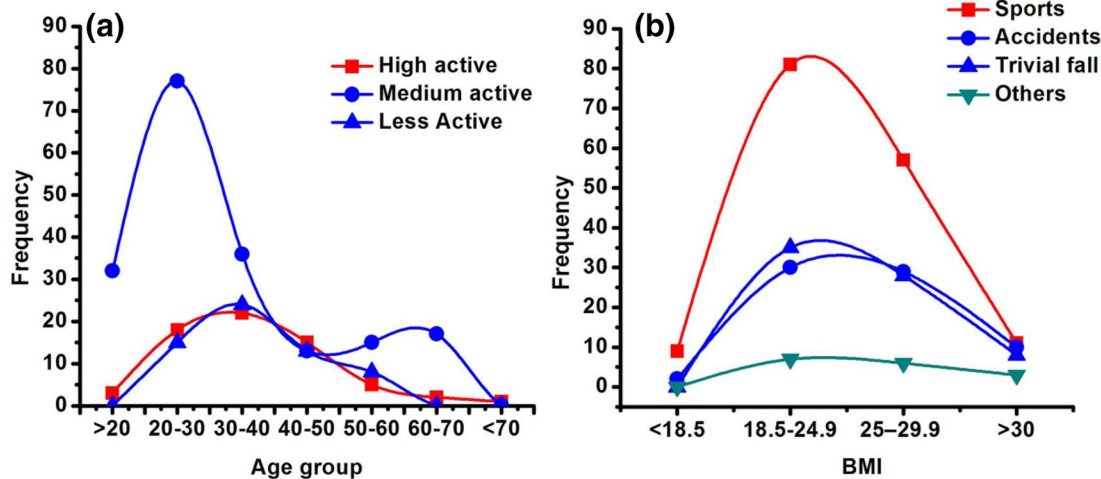 (a)
90
80
70
60
50
40
30
20
10
0
Frequency
High active
Medium active
Less Active
>20 20-30 30-40 40-50 50-60 60-70 <70
Age group
(b)
90
80
70
60
50
40
30
20
10
0
Frequency
Sports
Accidents
Trivial fall
Others
<18.5 18.5-24.9 25–29.9 >30
BMI